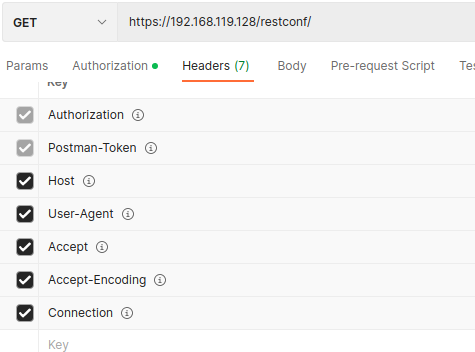 GET https://192.168.119.128/restconf/
Params Authorization Headers (7) Body Pre-request Script Tes
Key
Authorization
Postman-Token
Host
User-Agent
Accept
Accept-Encoding
Connection
Key